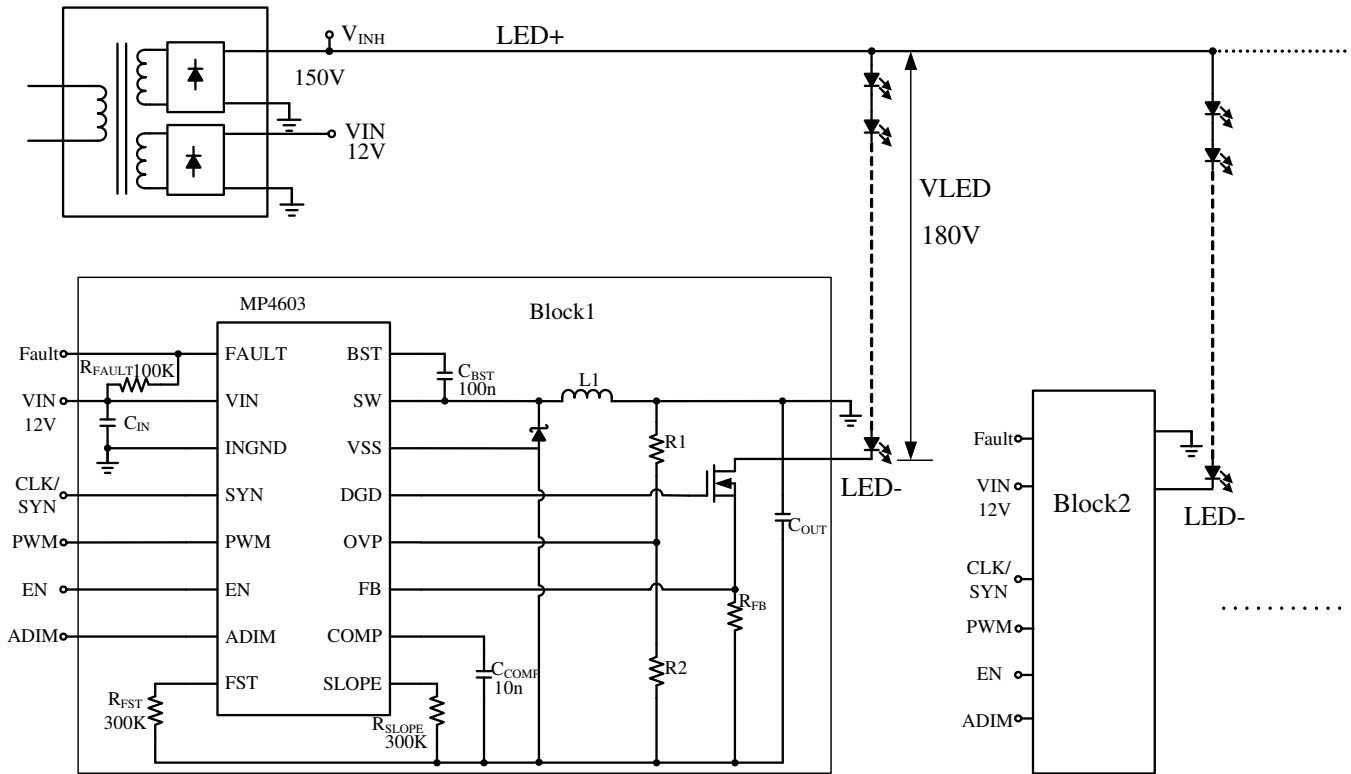 VINH
LED+
150V
VIN
12V
VLED
180V
MP4603
Block1
Fault
RFAULT 100K
FAULT
BST
CBST
100n
L1
VIN
12V
CIN
VIN
SW
INGND
VSS
R1
CLK/
SYN
SYN
DGD
LED-
COUT
PWM
PWM
OVP
EN
EN
FB
RFB
ADIM
ADIM
COMP
CCOMP
10n
R2
RFST
300K
FST
SLOPE
RSLOPE
300K
Fault
VIN
12V
Block2
LED-
CLK/
SYN
PWM
EN
ADIM